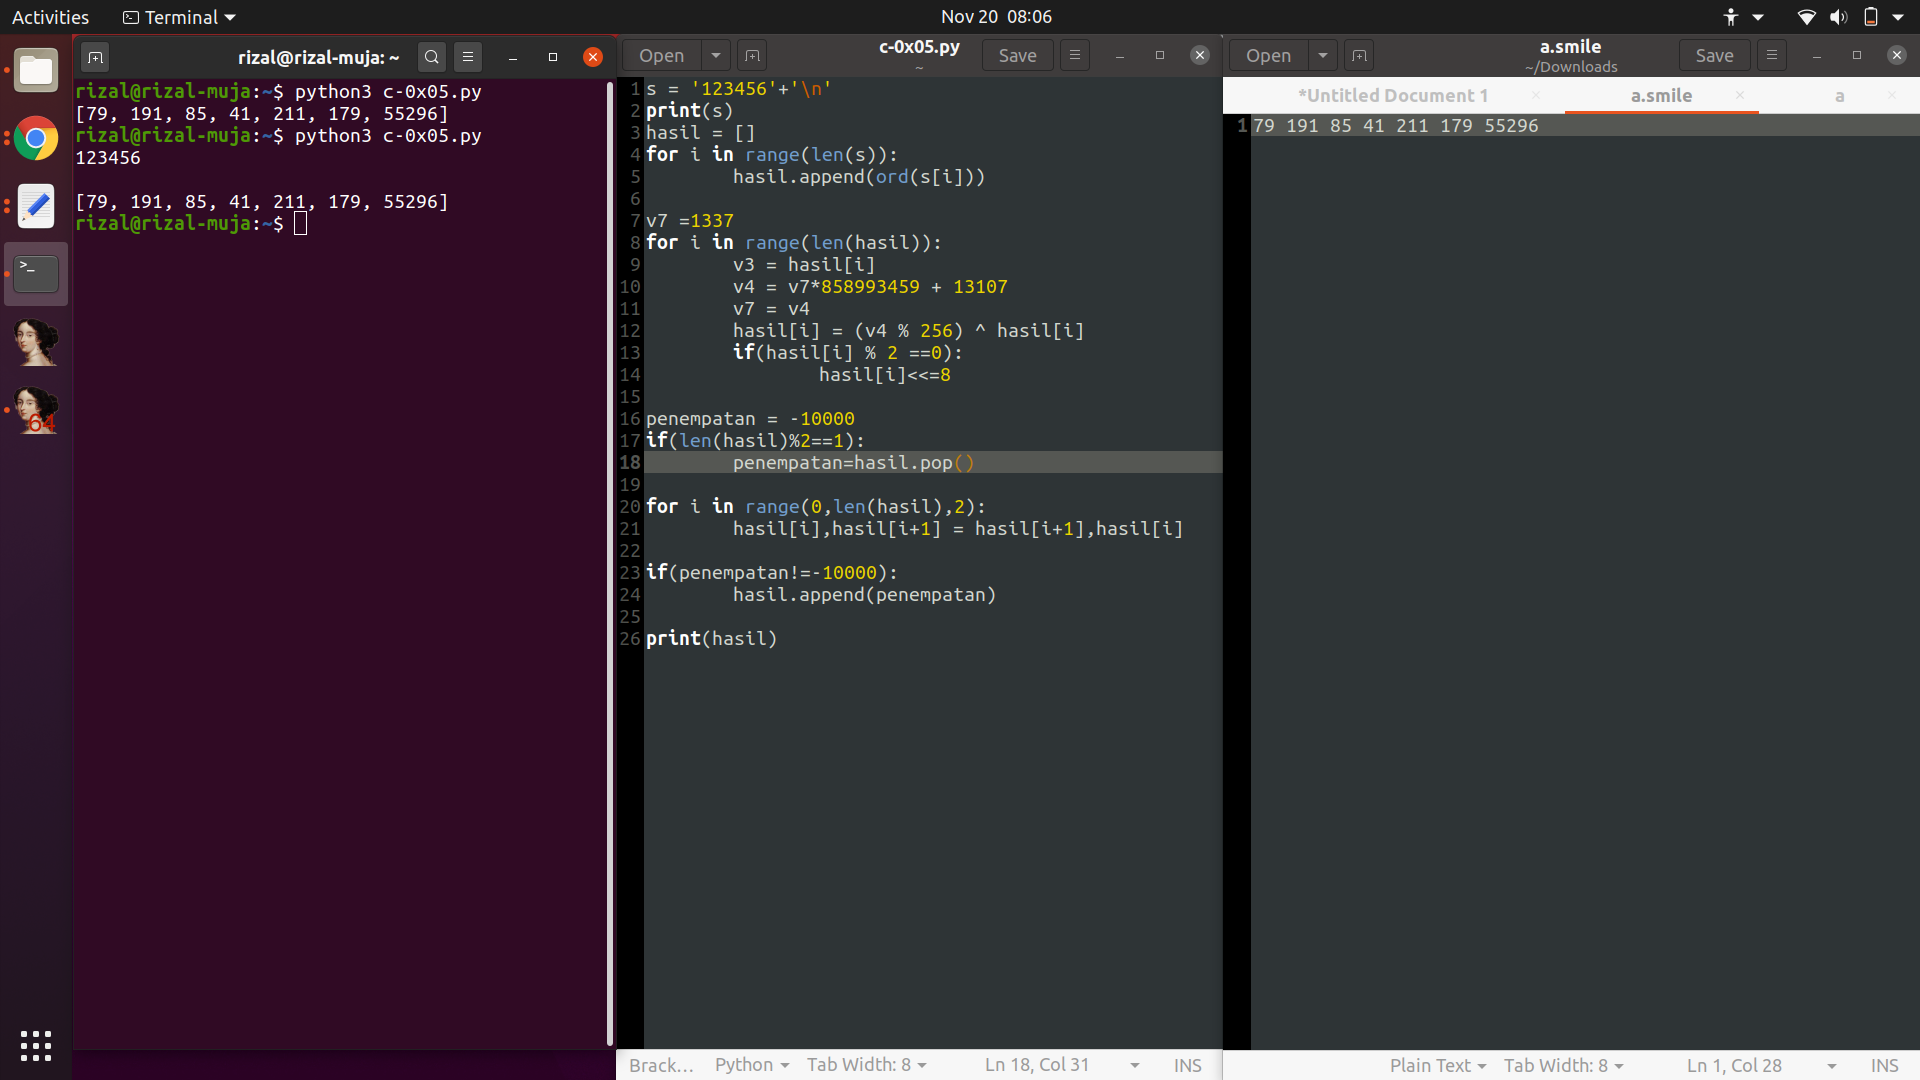 Activities
Terminal
Nov 20 08:06
rizal@rizal-muja: ~
rizal@rizal-muja:~$ python3 c-0x05.py
[79, 191, 85, 41, 211, 179, 55296]
rizal@rizal-muja:~$ python3 c-0x05.py
123456
[79, 191, 85, 41, 211, 179, 55296]
rizal@rizal-muja:~$
>_
64
Open
c-0x05.py
~
Save
1 s = '123456'+'\n'
2 print(s)
3 hasil = []
4 for i in range(len(s)):
5 hasil.append(ord(s[i]))
6
7 v7 =1337
8 for i in range(len(hasil)):
9 v3 = hasil[i]
10 v4 = v7*858993459 + 13107
11 v7 = v4
12 hasil[i] = (v4 % 256) ^ hasil[i]
13 if(hasil[i] % 2 ==0):
14 hasil[i]<<=8
15
16 penempatan = -10000
17 if(len(hasil)%2==1):
18 penempatan=hasil.pop()
19
20 for i in range(0,len(hasil),2):
21 hasil[i],hasil[i+1] = hasil[i+1],hasil[i]
22
23 if(penempatan!=-10000):
24 hasil.append(penempatan)
25
26 print(hasil)
Brack…
Python
Tab Width: 8
Ln 18, Col 31
INS
Open
a.smile
~/Downloads
Save
*Untitled Document 1
a.smile
a
1 79 191 85 41 211 179 55296
Plain Text
Tab Width: 8
Ln 1, Col 28
INS